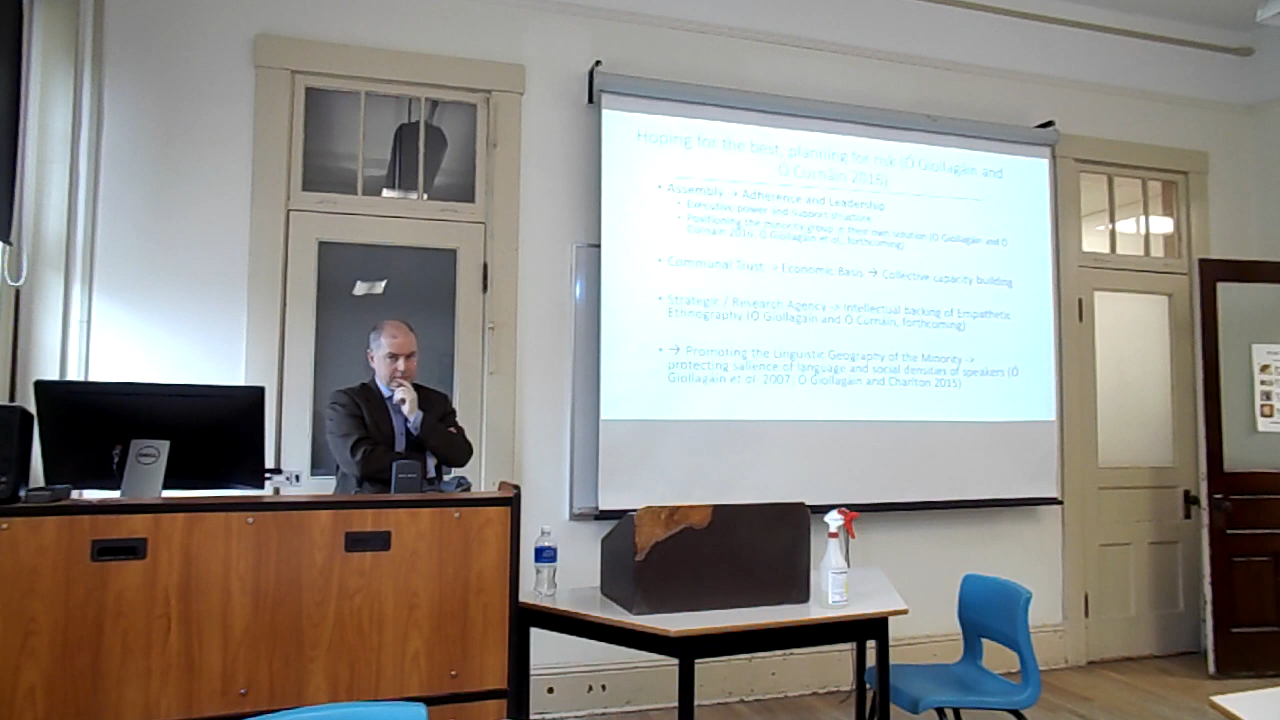 Hoping for the best, planning for risk (Ó Giollagáin and
Ó Curnáin 2016)
• Assembly -> Adherence and Leadership
• Executive power and support structure
• Positioning the minority group in their own solution (Ó Giollagáin and Ó
Curnáin 2016; Ó Giollagáin et al., forthcoming)
• Communal Trust -> Economic Basis → Collective capacity building
• Strategic / Research Agency -> Intellectual backing of Empathetic
Ethnography (Ó Giollagáin and Ó Curnáin, forthcoming)
• → Promoting the Linguistic Geography of the Minority ->
protecting salience of language and social densities of speakers (Ó
Giollagáin et al. 2007; Ó Giollagáin and Charlton 2015)
DELL